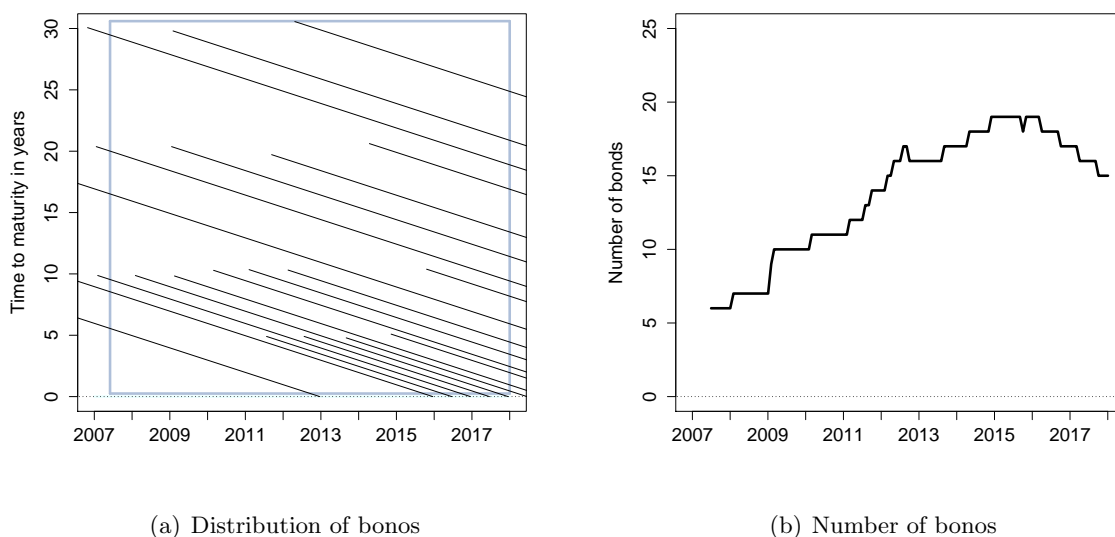 Time to maturity in years
30
25
20
15
10
5
0
2007 2009 2011 2013 2015 2017
(a) Distribution of bonos
Number of bonds
25
20
15
10
5
0
2007 2009 2011 2013 2015 2017
(b) Number of bonos